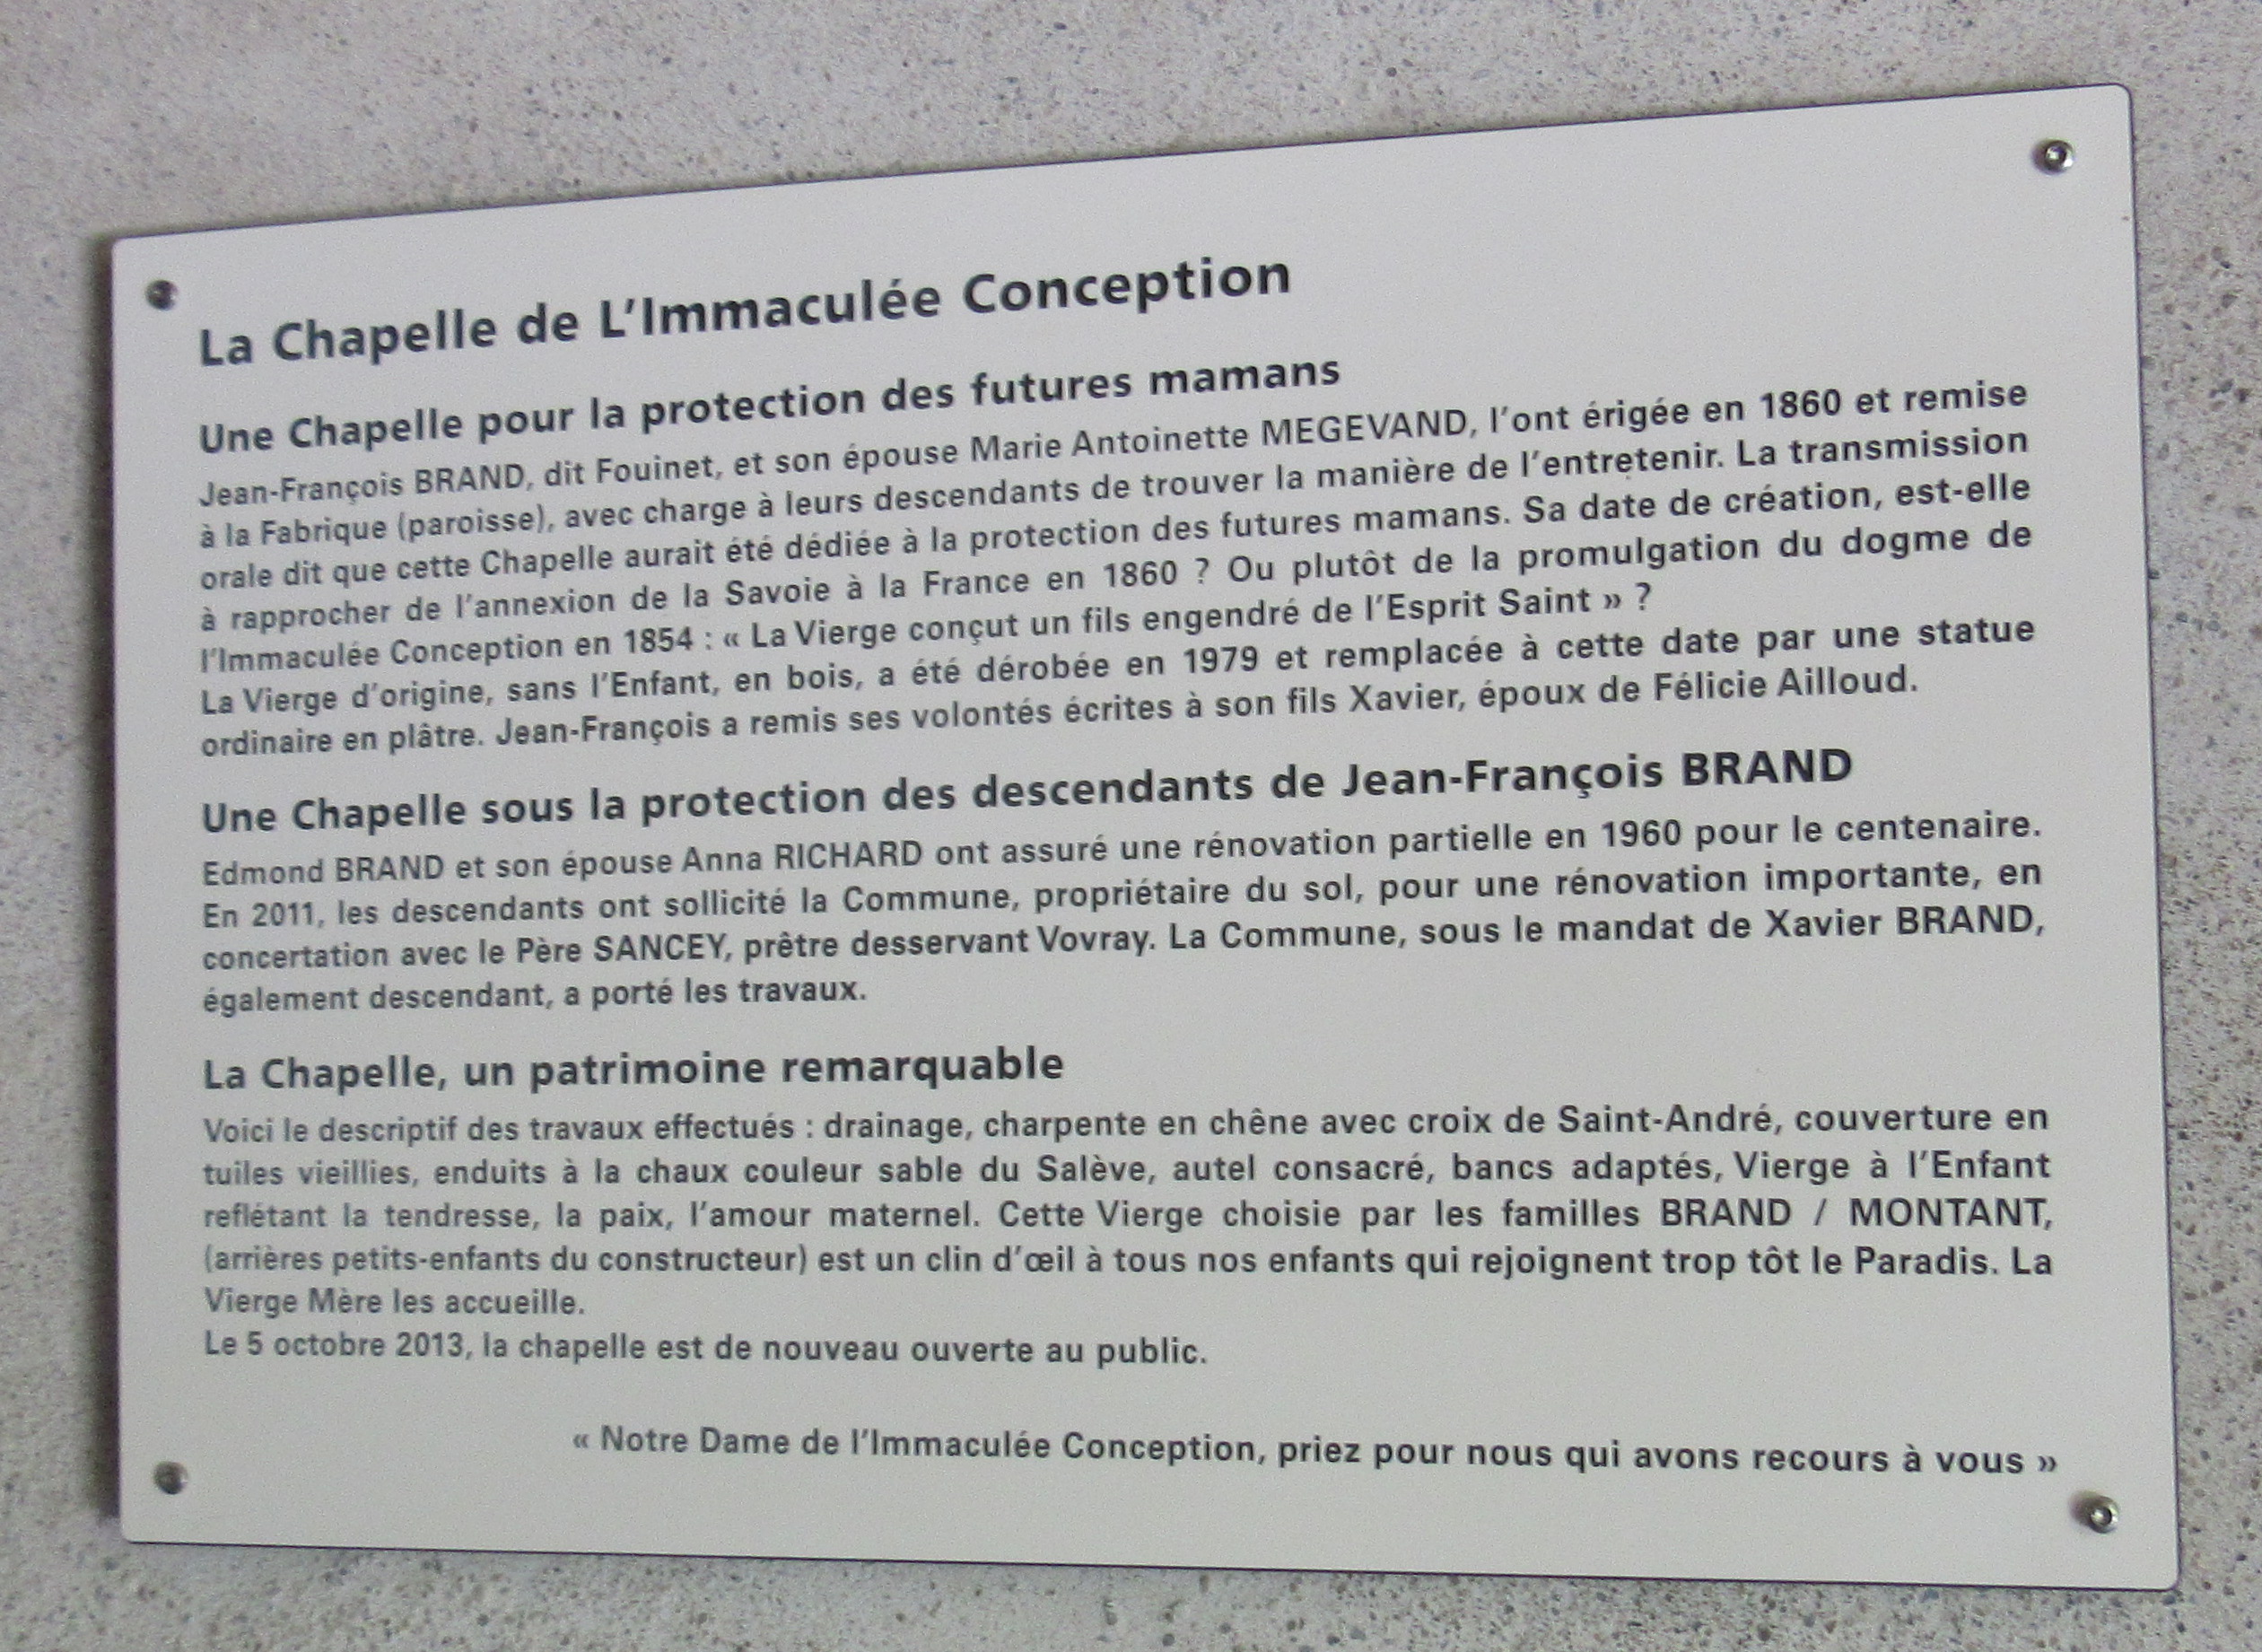 La Chapelle de L'Immaculée Conception
Une Chapelle pour la protection des futures mamans
Jean-François BRAND, dit Fouinet, et son épouse Marie Antoinette MEGEVAND, l'ont érigée en 1860 et remise
à la Fabrique (paroisse), avec charge à leurs descendants de trouver la manière de l'entretenir. La transmission
orale dit que cette Chapelle aurait été dédiée à la protection des futures mamans. Sa date de création, est-elle
à rapprocher de l'annexion de la Savoie à la France en 1860 ? Ou plutôt de la promulgation du dogme de
l'Immaculée Conception en 1854 : « La Vierge conçut un fils engendré de l'Esprit Saint » ?
La Vierge d'origine, sans l'Enfant, en bois, a été dérobée en 1979 et remplacée à cette date par une statue
ordinaire en plâtre. Jean-François a remis ses volontés écrites à son fils Xavier, époux de Félicie Ailloud.
Une Chapelle sous la protection des descendants de Jean-François BRAND
Edmond BRAND et son épouse Anna RICHARD ont assuré une rénovation partielle en 1960 pour le centenaire.
En 2011, les descendants ont sollicité la Commune, propriétaire du sol, pour une rénovation importante, en
concertation avec le Père SANCEY, prêtre desservant Vovray. La Commune, sous le mandat de Xavier BRAND,
également descendant, a porté les travaux.
La Chapelle, un patrimoine remarquable
Voici le descriptif des travaux effectués : drainage, charpente en chêne avec croix de Saint-André, couverture en
tuiles vieillies, enduits à la chaux couleur sable du Salève, autel consacré, bancs adaptés, Vierge à l'Enfant
reflétant la tendresse, la paix, l'amour maternel. Cette Vierge choisie par les familles BRAND / MONTANT,
(arrières petits-enfants du constructeur) est un clin d'œil à tous nos enfants qui rejoignent trop tôt le Paradis. La
Vierge Mère les accueille.
Le 5 octobre 2013, la chapelle est de nouveau ouverte au public.
« Notre Dame de l'Immaculée Conception, priez pour nous qui avons recours à vous »